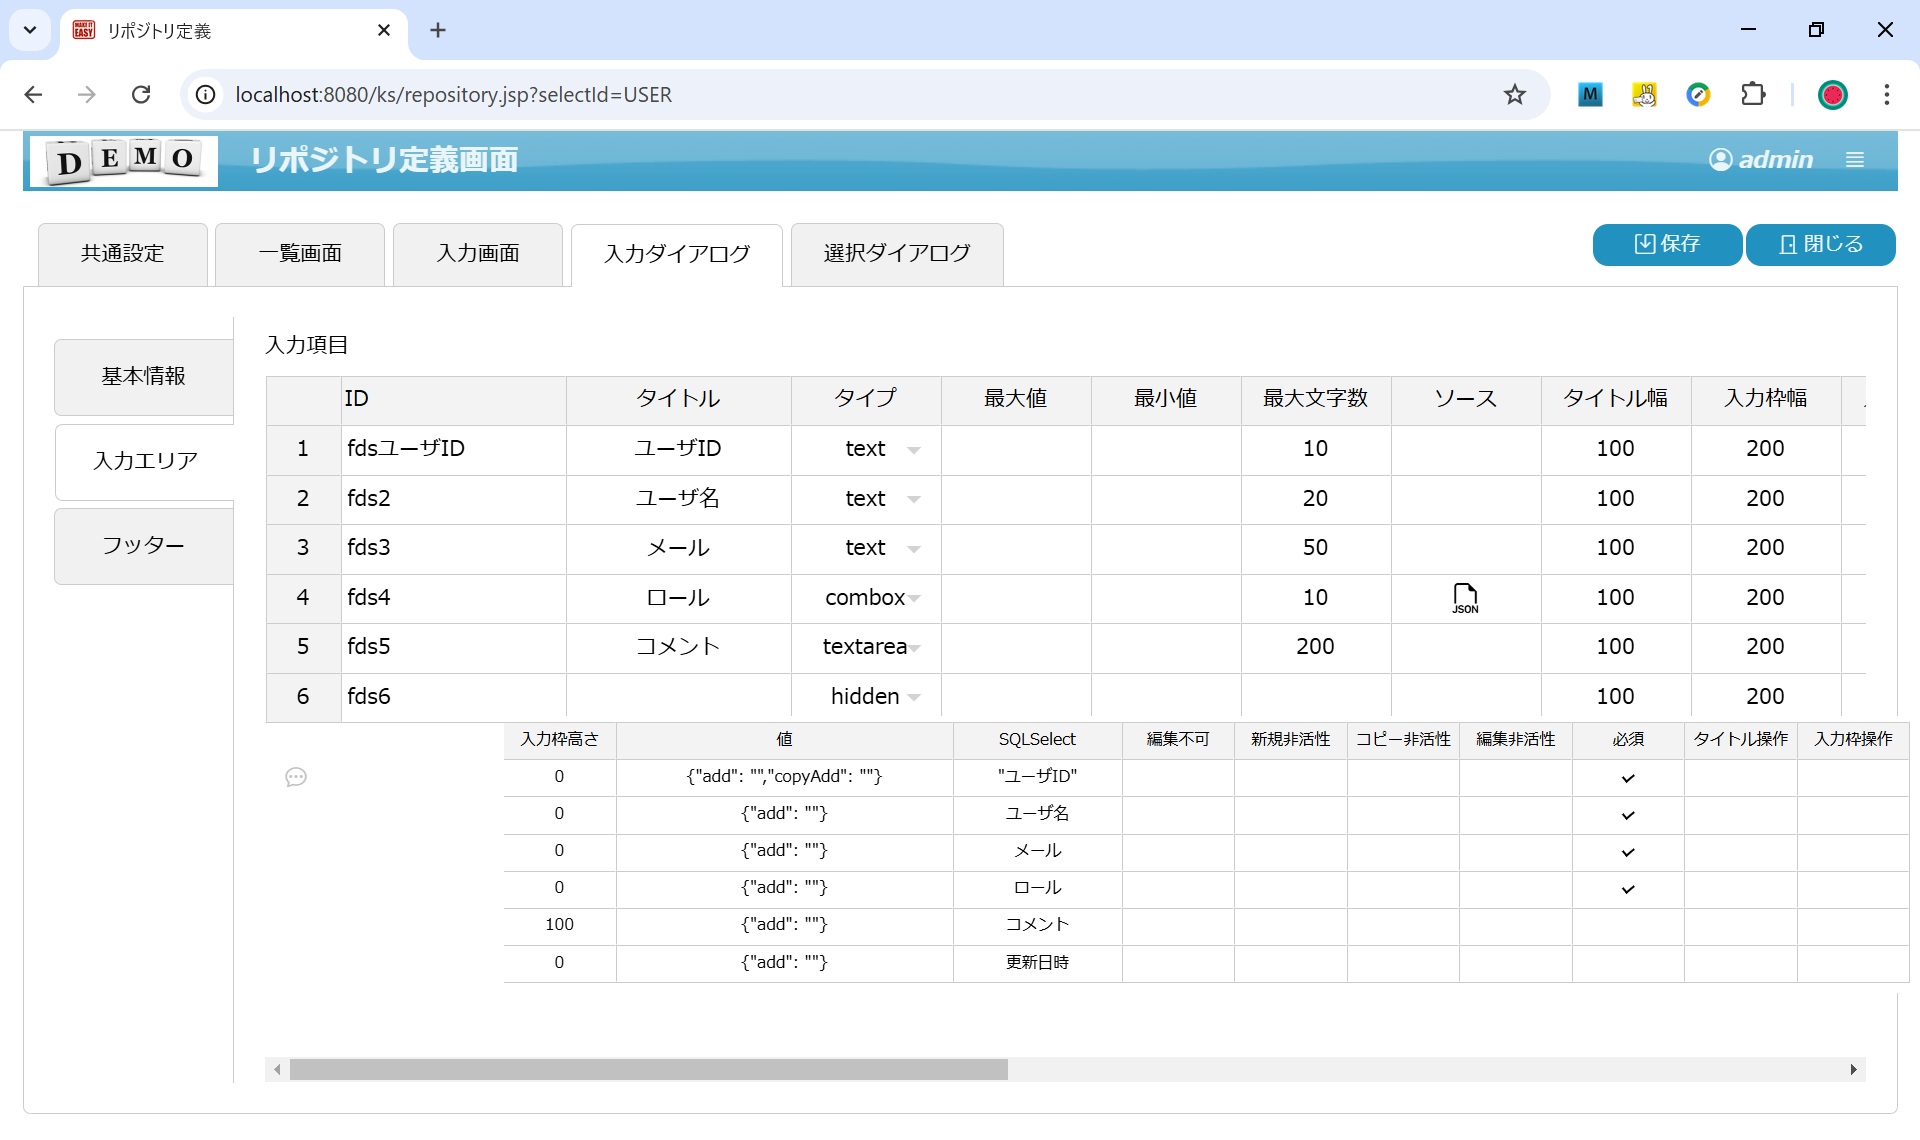 MAKE IT EASY
リポジトリ定義
localhost:8080/ks/repository.jsp?selectId=USER
M
DEMO
リポジトリ定義画面
admin
共通設定
一覧画面
入力画面
入力ダイアログ
選択ダイアログ
保存
閉じる
基本情報
入力エリア
フッター
入力項目
ID タイトル タイプ 最大値 最小値 最大文字数 ソース タイトル幅 入力枠幅
1 fdsユーザID ユーザID text 10 100 200
2 fds2 ユーザ名 text 20 100 200
3 fds3 メール text 50 100 200
4 fds4 ロール combox 10 JSON 100 200
5 fds5 コメント textarea 200 100 200
6 fds6 hidden 100 200
入力枠高さ 値 SQLSelect 編集不可 新規非活性 コピー非活性 編集非活性 必須 タイトル操作 入力枠操作
0 {"add": "","copyAdd": ""} "ユーザID"
0 {"add": ""} ユーザ名
0 {"add": ""} メール
0 {"add": ""} ロール
100 {"add": ""} コメント
0 {"add": ""} 更新日時